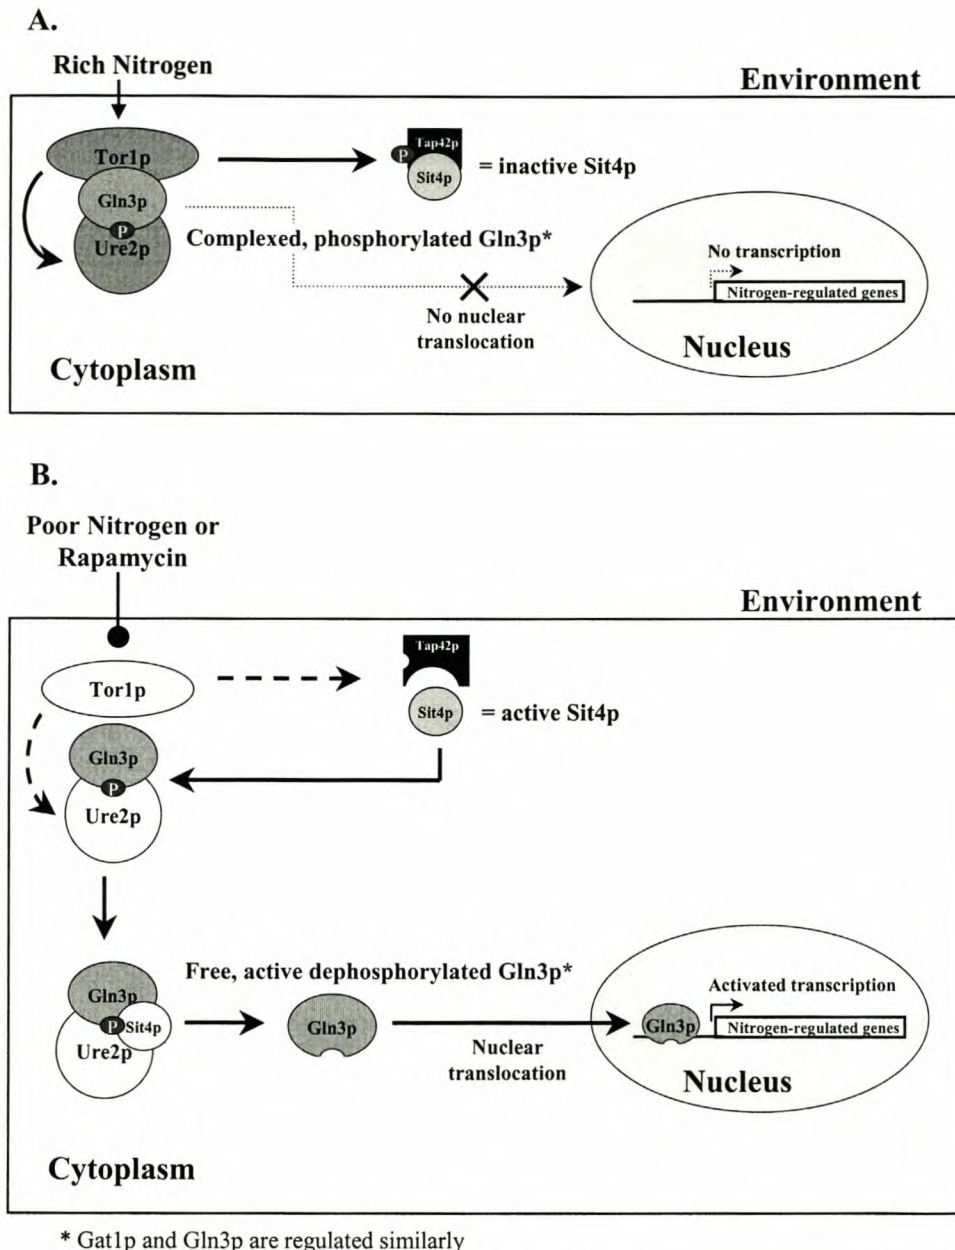 A.
Rich Nitrogen
Environment
Tor1p
Gln3p
P
Ure2p
P
Tap42p
Sit4p
= inactive Sit4p
Complexed, phosphorylated Gln3p*
No nuclear
translocation
No transcription
Nitrogen-regulated genes
Nucleus
Cytoplasm
B.
Poor Nitrogen or
Rapamycin
Environment
Tor1p
Tap42p
Sit4p
= active Sit4p
Gln3p
P
Ure2p
Gln3p
P
Sit4p
Ure2p
Free, active dephosphorylated Gln3p*
Gln3p
Nuclear
translocation
Activated transcription
Gln3p
Nitrogen-regulated genes
Nucleus
Cytoplasm
* Gat1p and Gln3p are regulated similarly